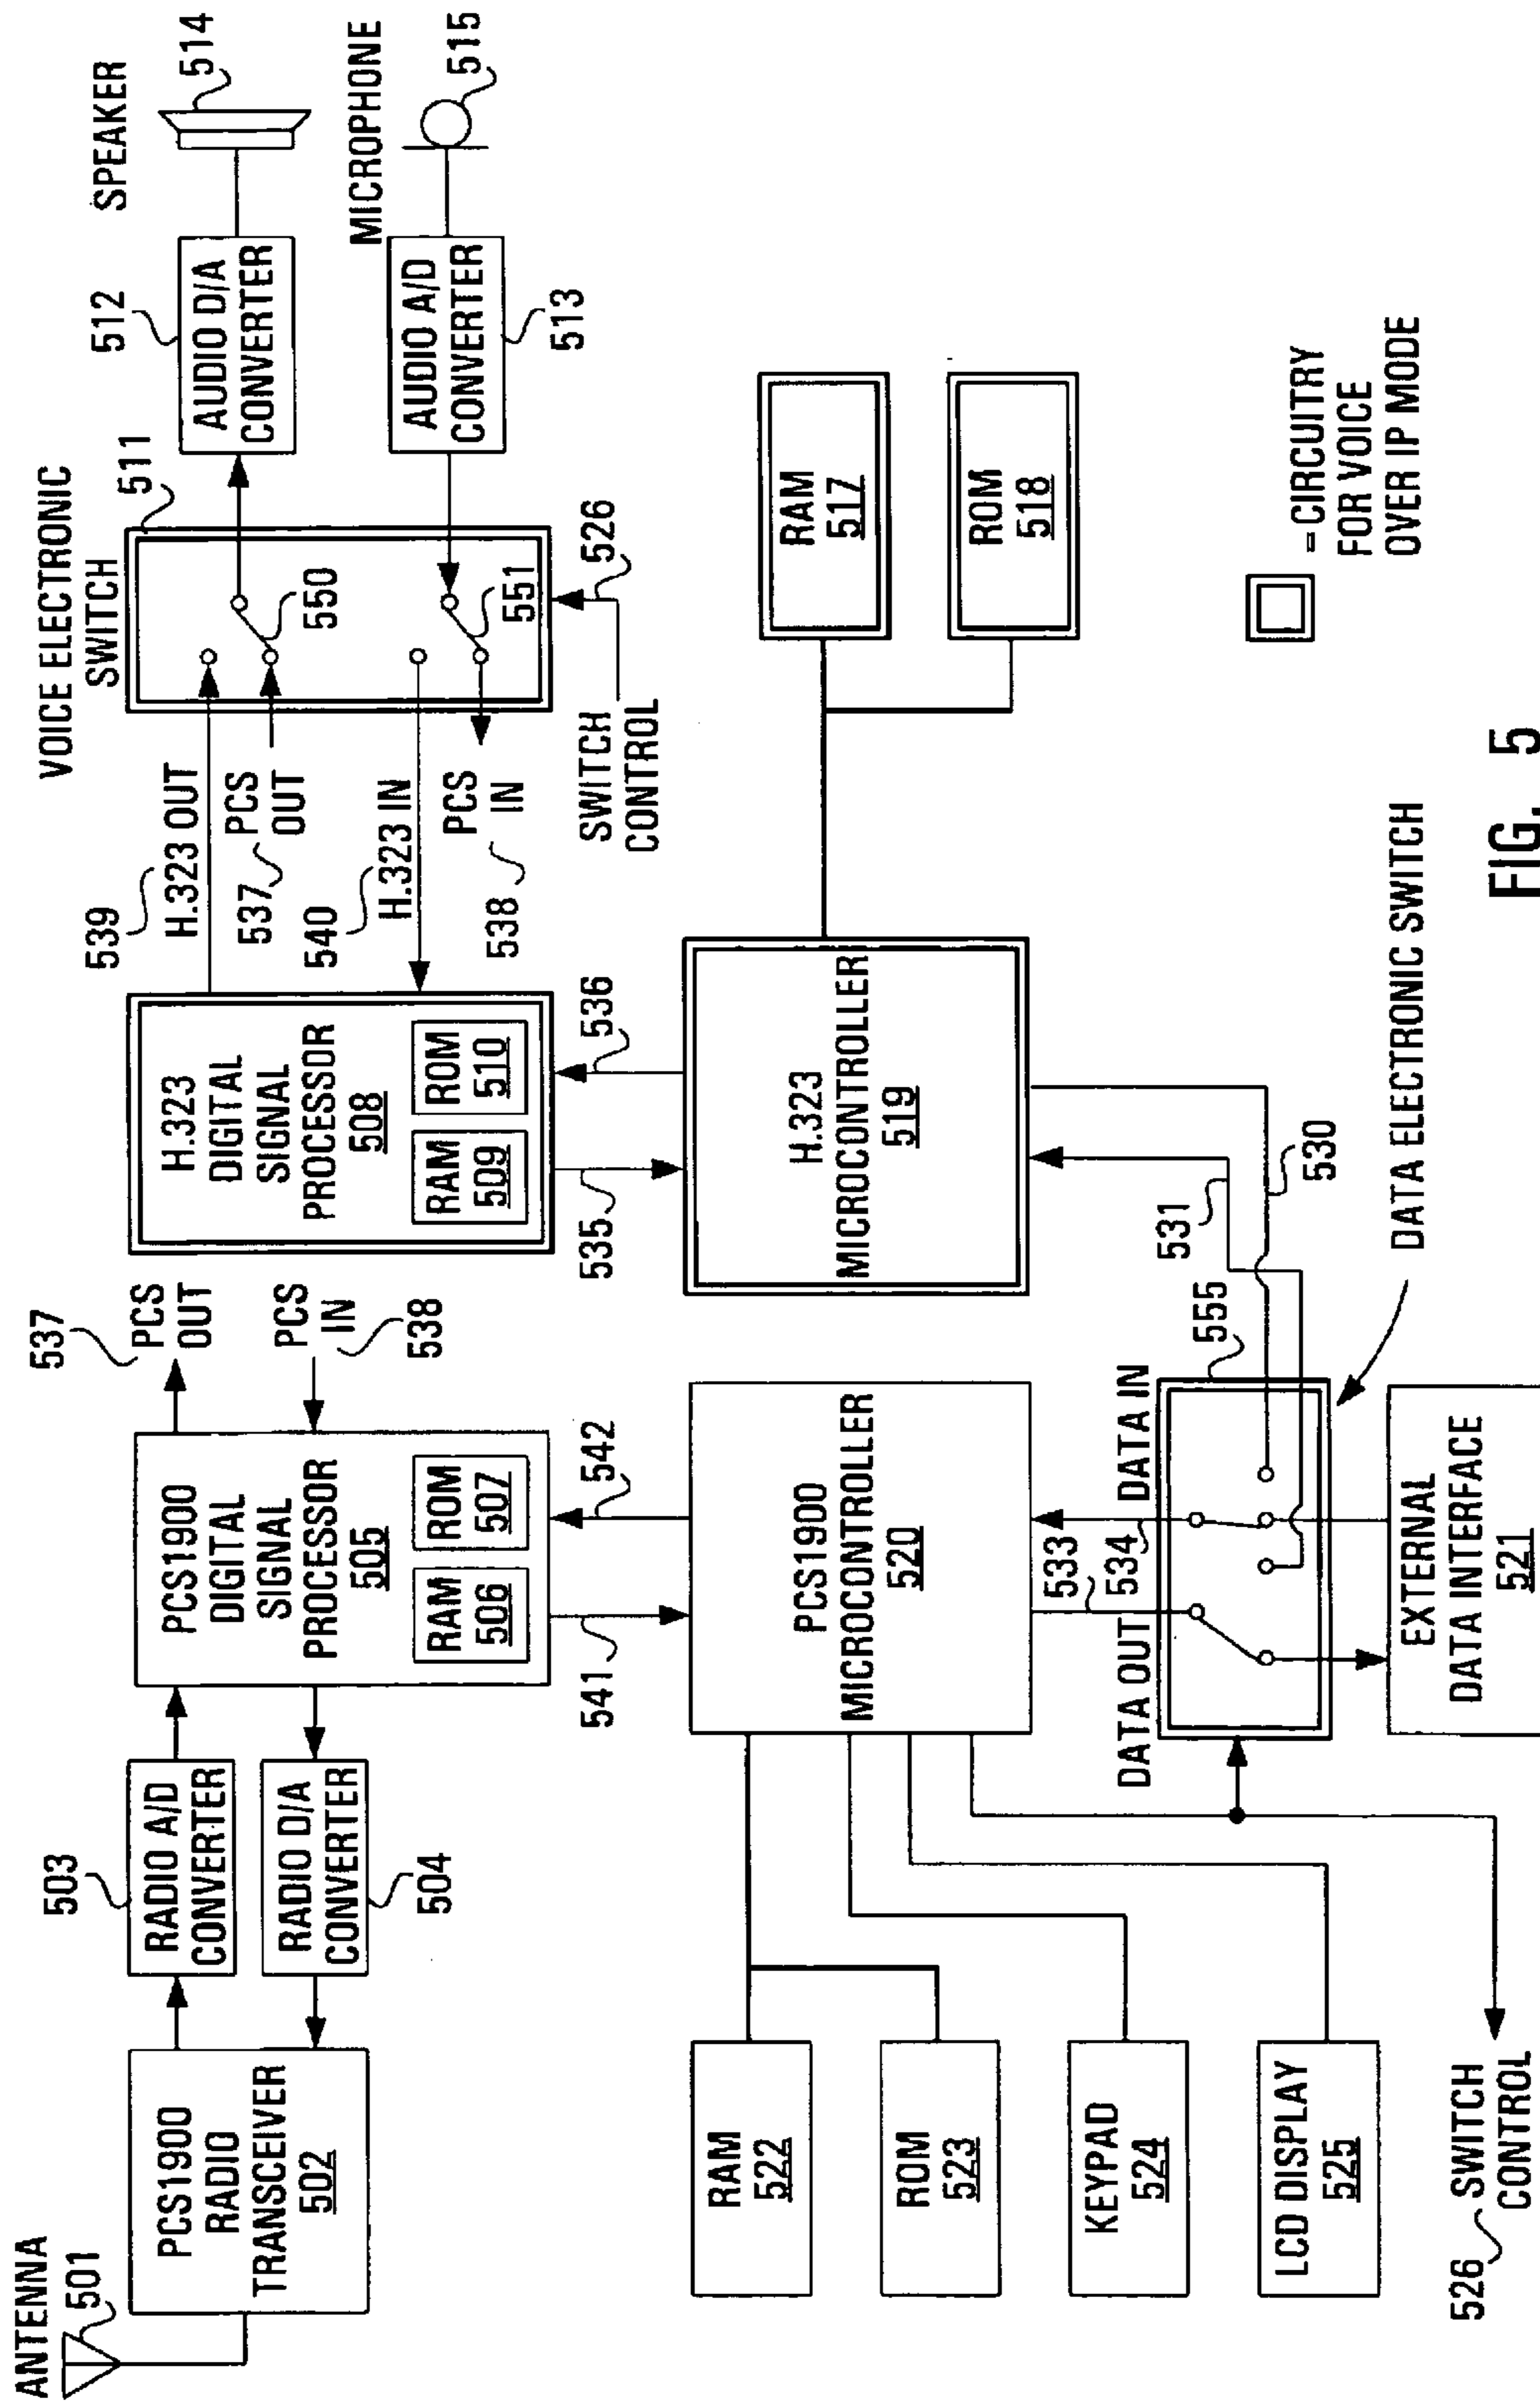 ANTENNA
501
PCS1900
RADIO
TRANSCEIVER
502
503
RADIO A/D
CONVERTER
RADIO D/A
CONVERTER
504
PCS1900
DIGITAL
SIGNAL
PROCESSOR
505
RAM
506
ROM
507
537
PCS
OUT
PCS
IN
538
H.323
DIGITAL
SIGNAL
PROCESSOR
508
RAM
509
ROM
510
539
H.323 OUT
537
PCS
OUT
540
H.323 IN
538
PCS
IN
VOICE ELECTRONIC
SWITCH
511
550
551
SWITCH
CONTROL
526
512
AUDIO D/A
CONVERTER
AUDIO A/D
CONVERTER
513
SPEAKER
514
MICROPHONE
515
541
542
535
536
RAM
522
ROM
523
KEYPAD
524
LCD DISPLAY
525
526
SWITCH
CONTROL
PCS1900
MICROCONTROLLER
520
H.323
MICROCONTROLLER
519
RAM
517
ROM
518
DATA OUT
533
534
DATA IN
555
531
530
EXTERNAL
DATA INTERFACE
521
DATA ELECTRONIC SWITCH
=CIRCUITRY
FOR VOICE
OVER IP MODE
FIG. 5